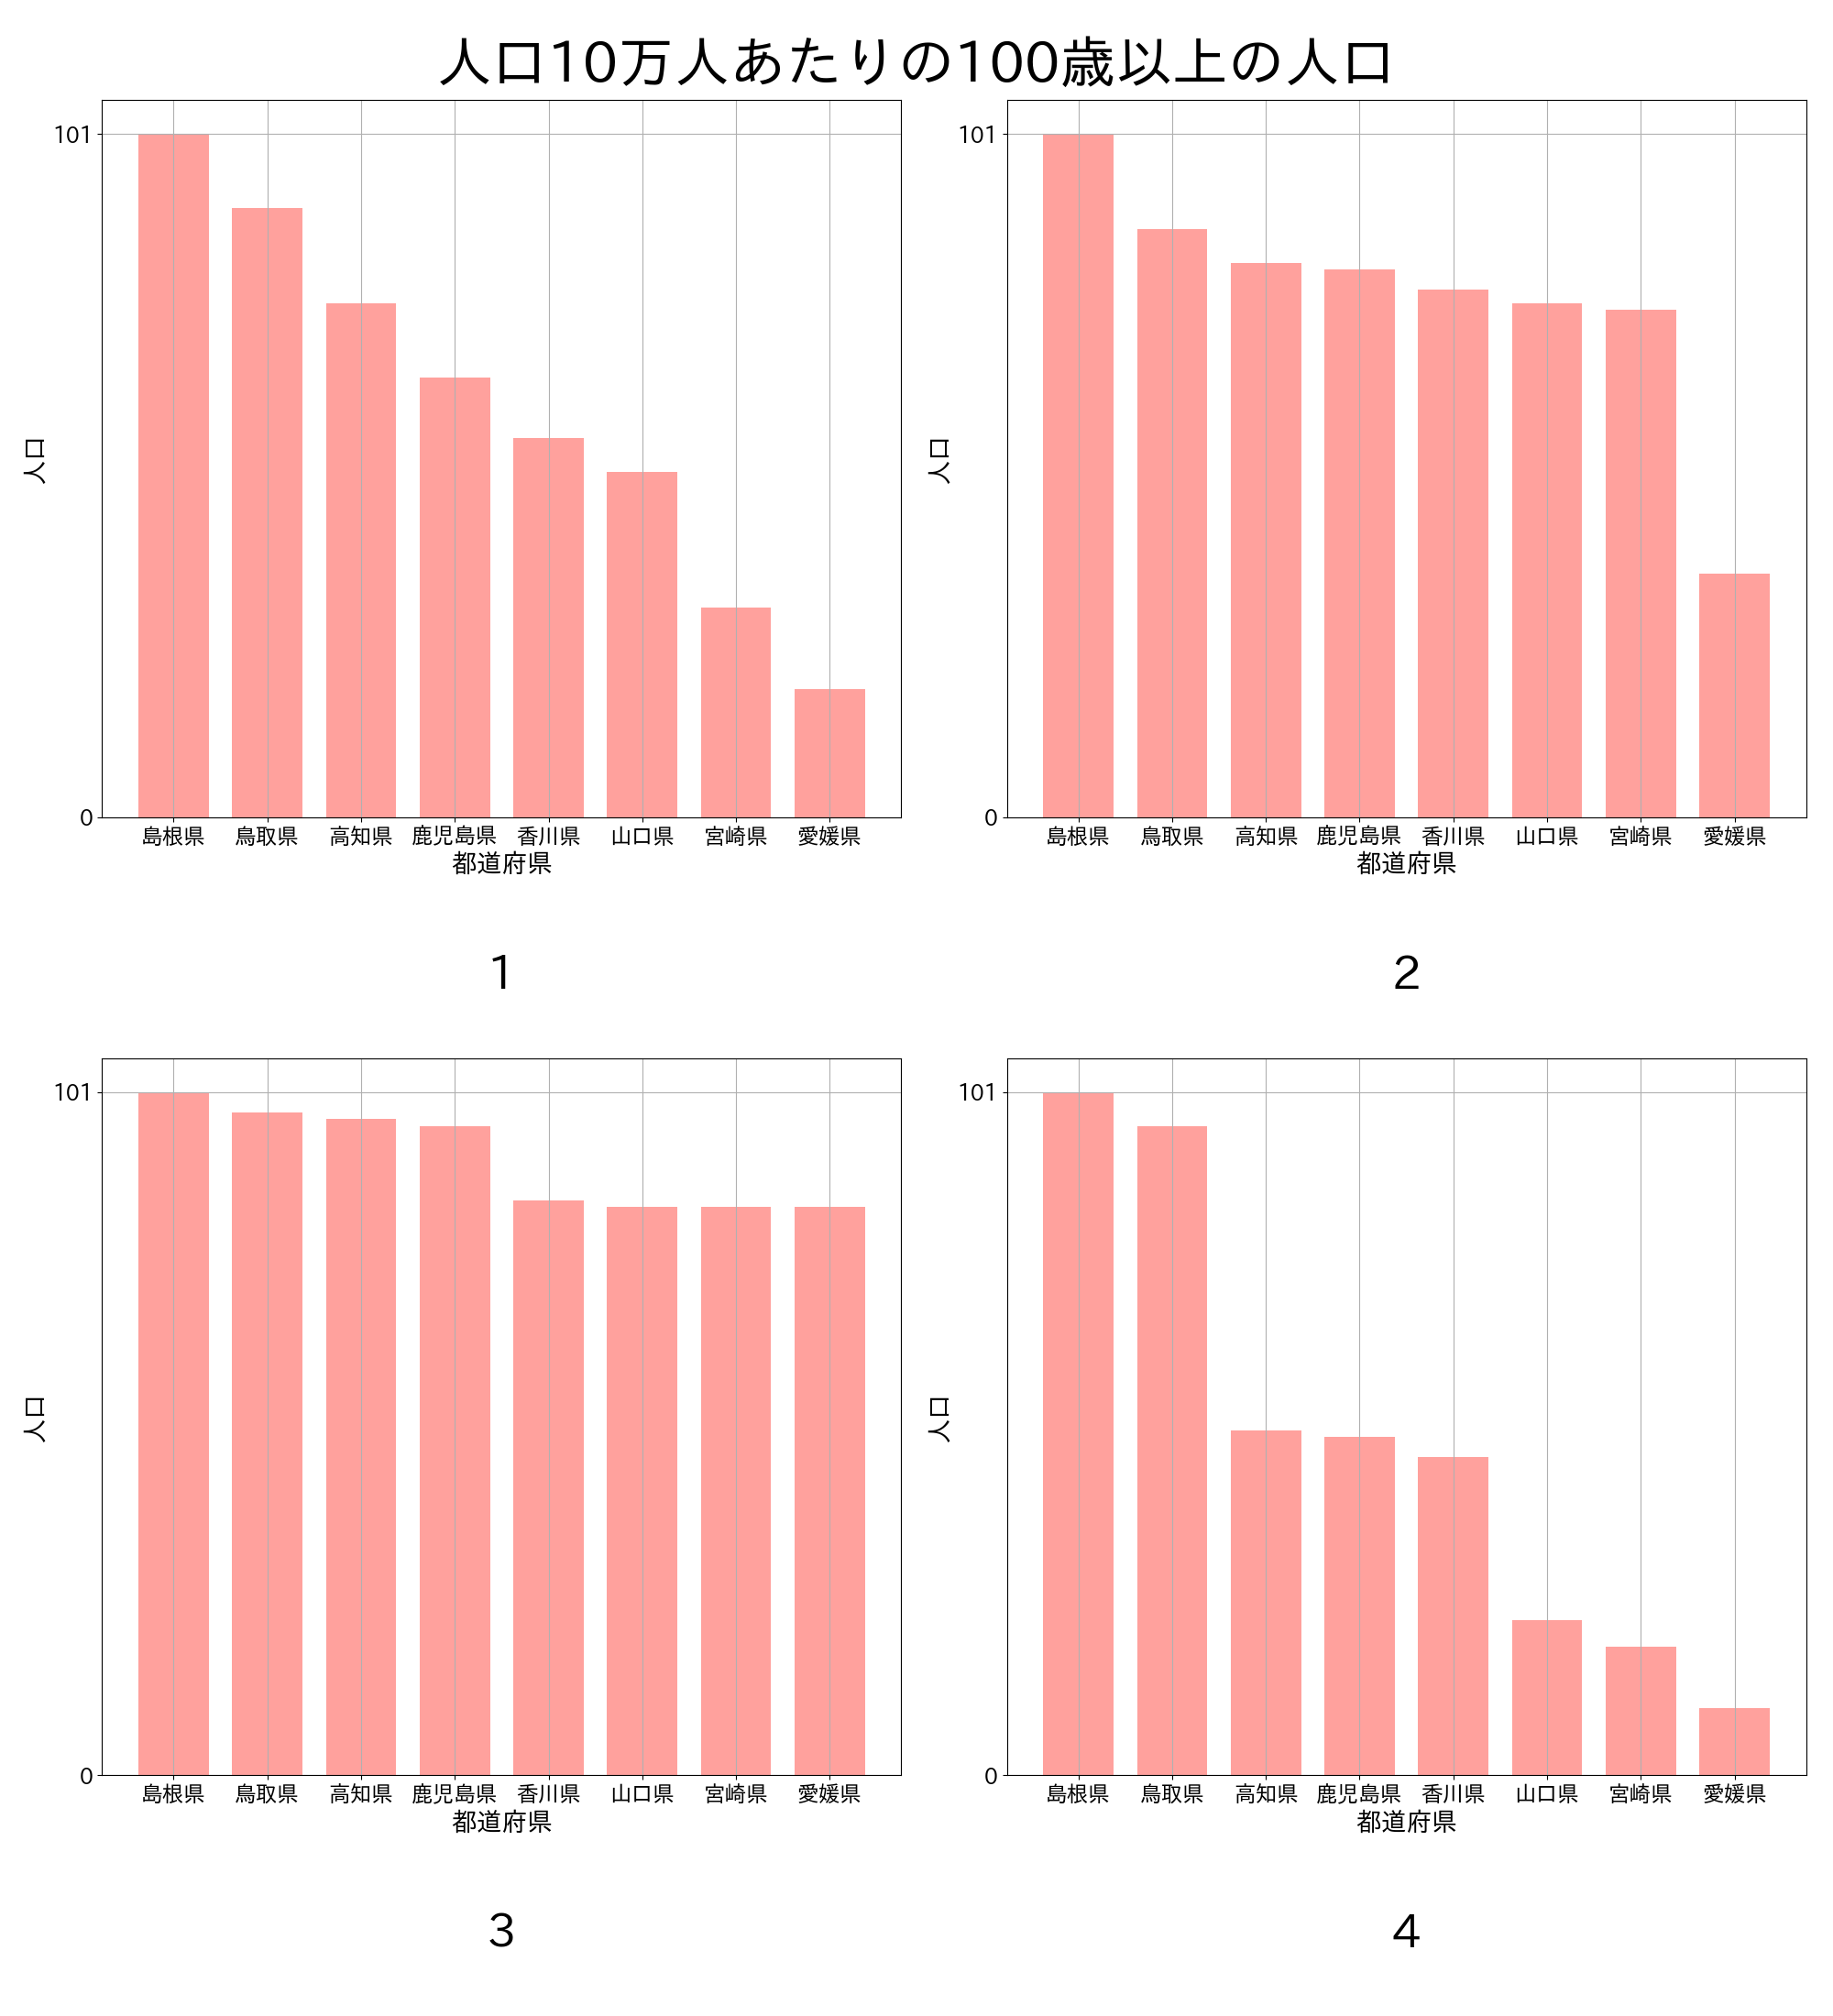 人口10万人あたりの100歳以上の人口
101
0
人口
島根県 鳥取県 高知県 鹿児島県 香川県 山口県 宮崎県 愛媛県
都道府県
1
101
0
人口
島根県 鳥取県 高知県 鹿児島県 香川県 山口県 宮崎県 愛媛県
都道府県
2
101
0
人口
島根県 鳥取県 高知県 鹿児島県 香川県 山口県 宮崎県 愛媛県
都道府県
3
101
0
人口
島根県 鳥取県 高知県 鹿児島県 香川県 山口県 宮崎県 愛媛県
都道府県
4